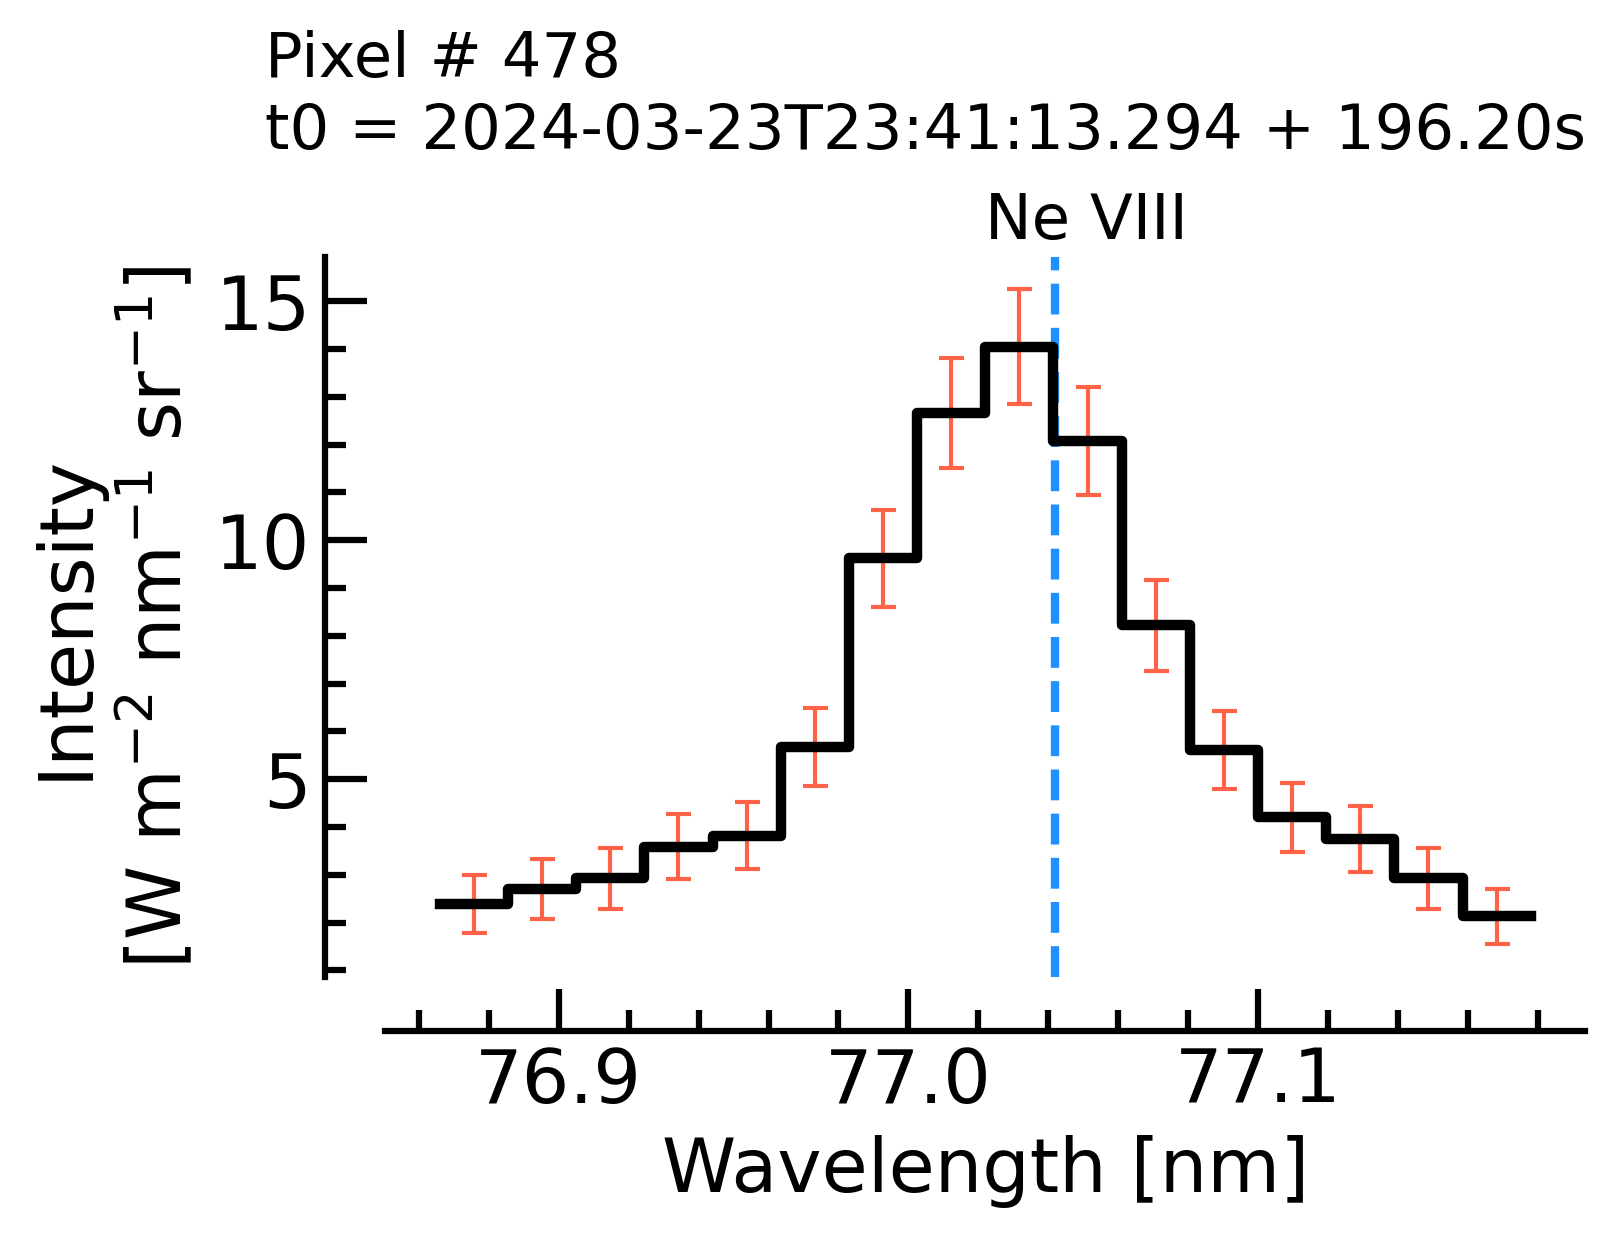 Pixel # 478
t0 = 2024-03-23T23:41:13.294 + 196.20s
Ne VIII
Intensity
[W m⁻² nm⁻¹ sr⁻¹]
15
10
5
76.9 77.0 77.1
Wavelength [nm]